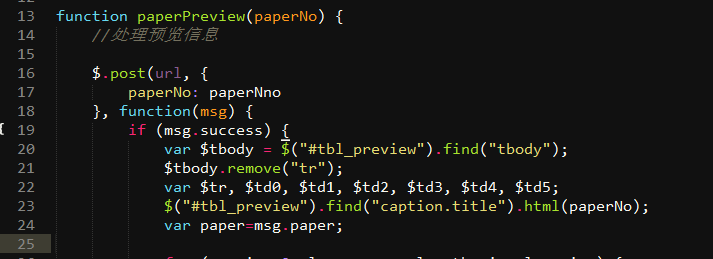 13 function paperPreview(paperNo) {
14 //处理预览信息
15
16 $.post(url, {
17 paperNo: paperNno
18 }, function(msg) {
19 if (msg.success) {
20 var $tbody = $("#tbl_preview").find("tbody");
21 $tbody.remove("tr");
22 var $tr, $td0, $td1, $td2, $td3, $td4, $td5;
23 $("#tbl_preview").find("caption.title").html(paperNo);
24 var paper=msg.paper;
25